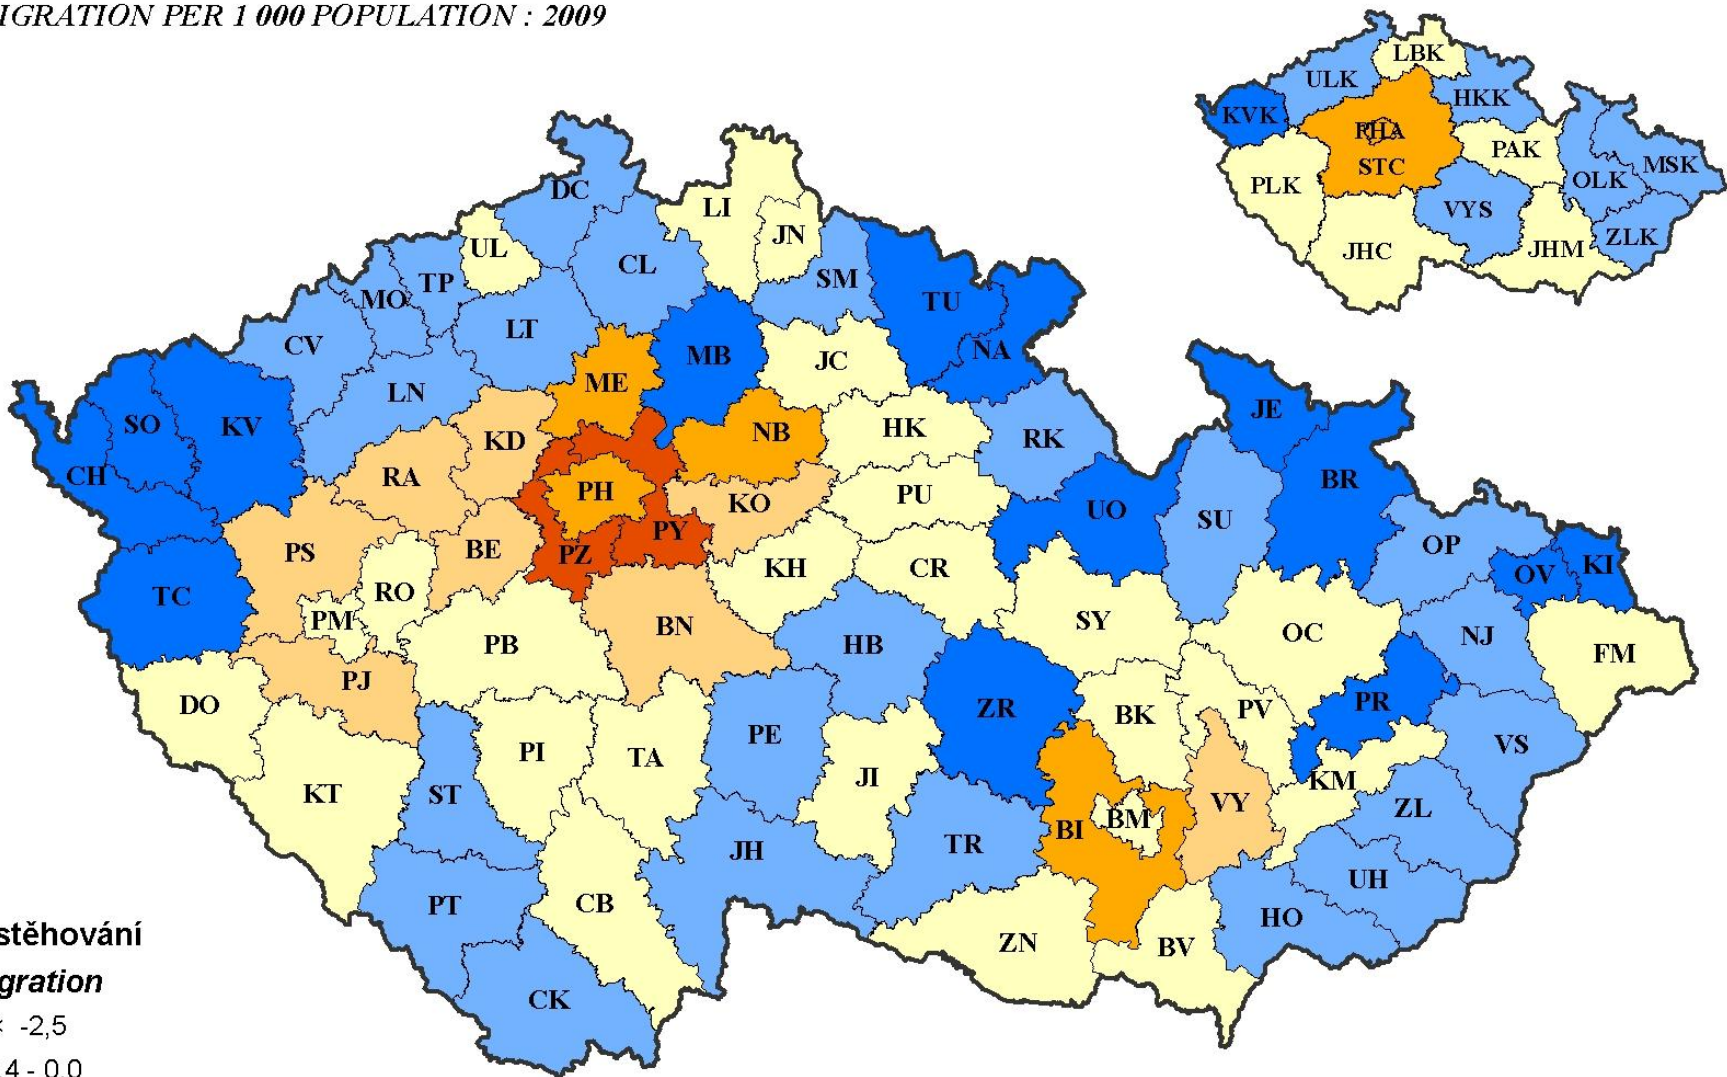 IGRATION PER 1 000 POPULATION : 2009
LBK
ULK
HKK
KVK
PHA
PAK
STC
MSK
PLK
OLK
VYS
ZLK
JHC
JHM
DC
LI
JN
UL
CL
SM
TP
MO
TU
LT
CV
MB
NA
JC
ME
LN
SO
KV
JE
NB
HK
KD
RK
CH
RA
BR
PH
PU
KO
UO
SU
PY
OP
PS
BE
PZ
KH
CR
OV
KI
TC
RO
PM
BN
SY
OC
NJ
PB
HB
FM
PJ
DO
ZR
BK
PV
PR
PI
TA
PE
VS
JI
KT
ST
KM
VY
ZL
BI
BM
JH
TR
UH
PT
CB
HO
ZN
BV
CK
stěhování
gration
-2,5
4 - 0,0